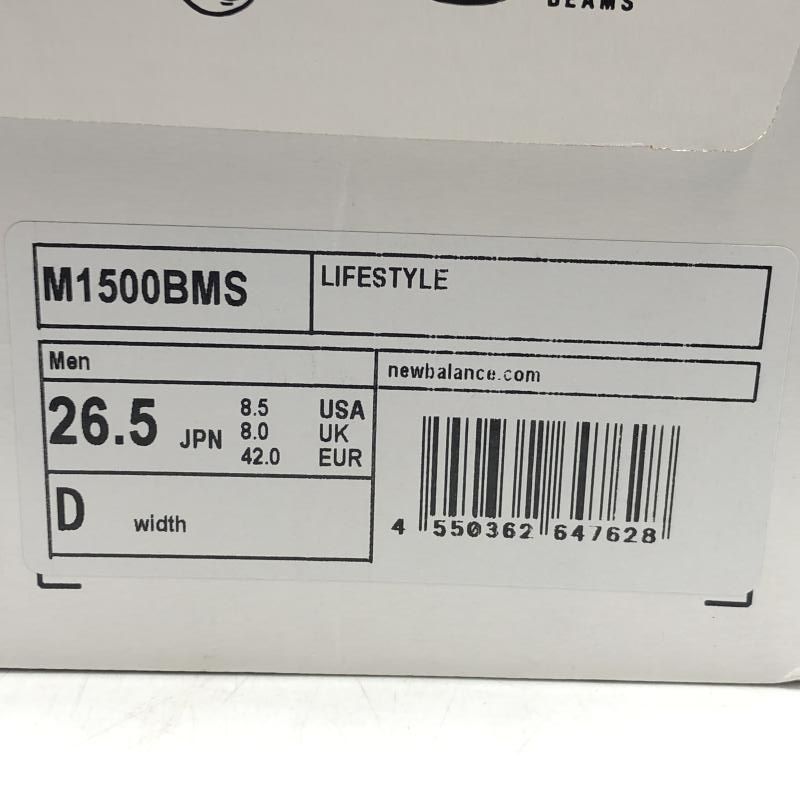 BEAMS
M1500BMS
LIFESTYLE
Men
newbalance.com
26.5 JPN
8.5 USA
8.0 UK
42.0 EUR
D width
4 550362 647628